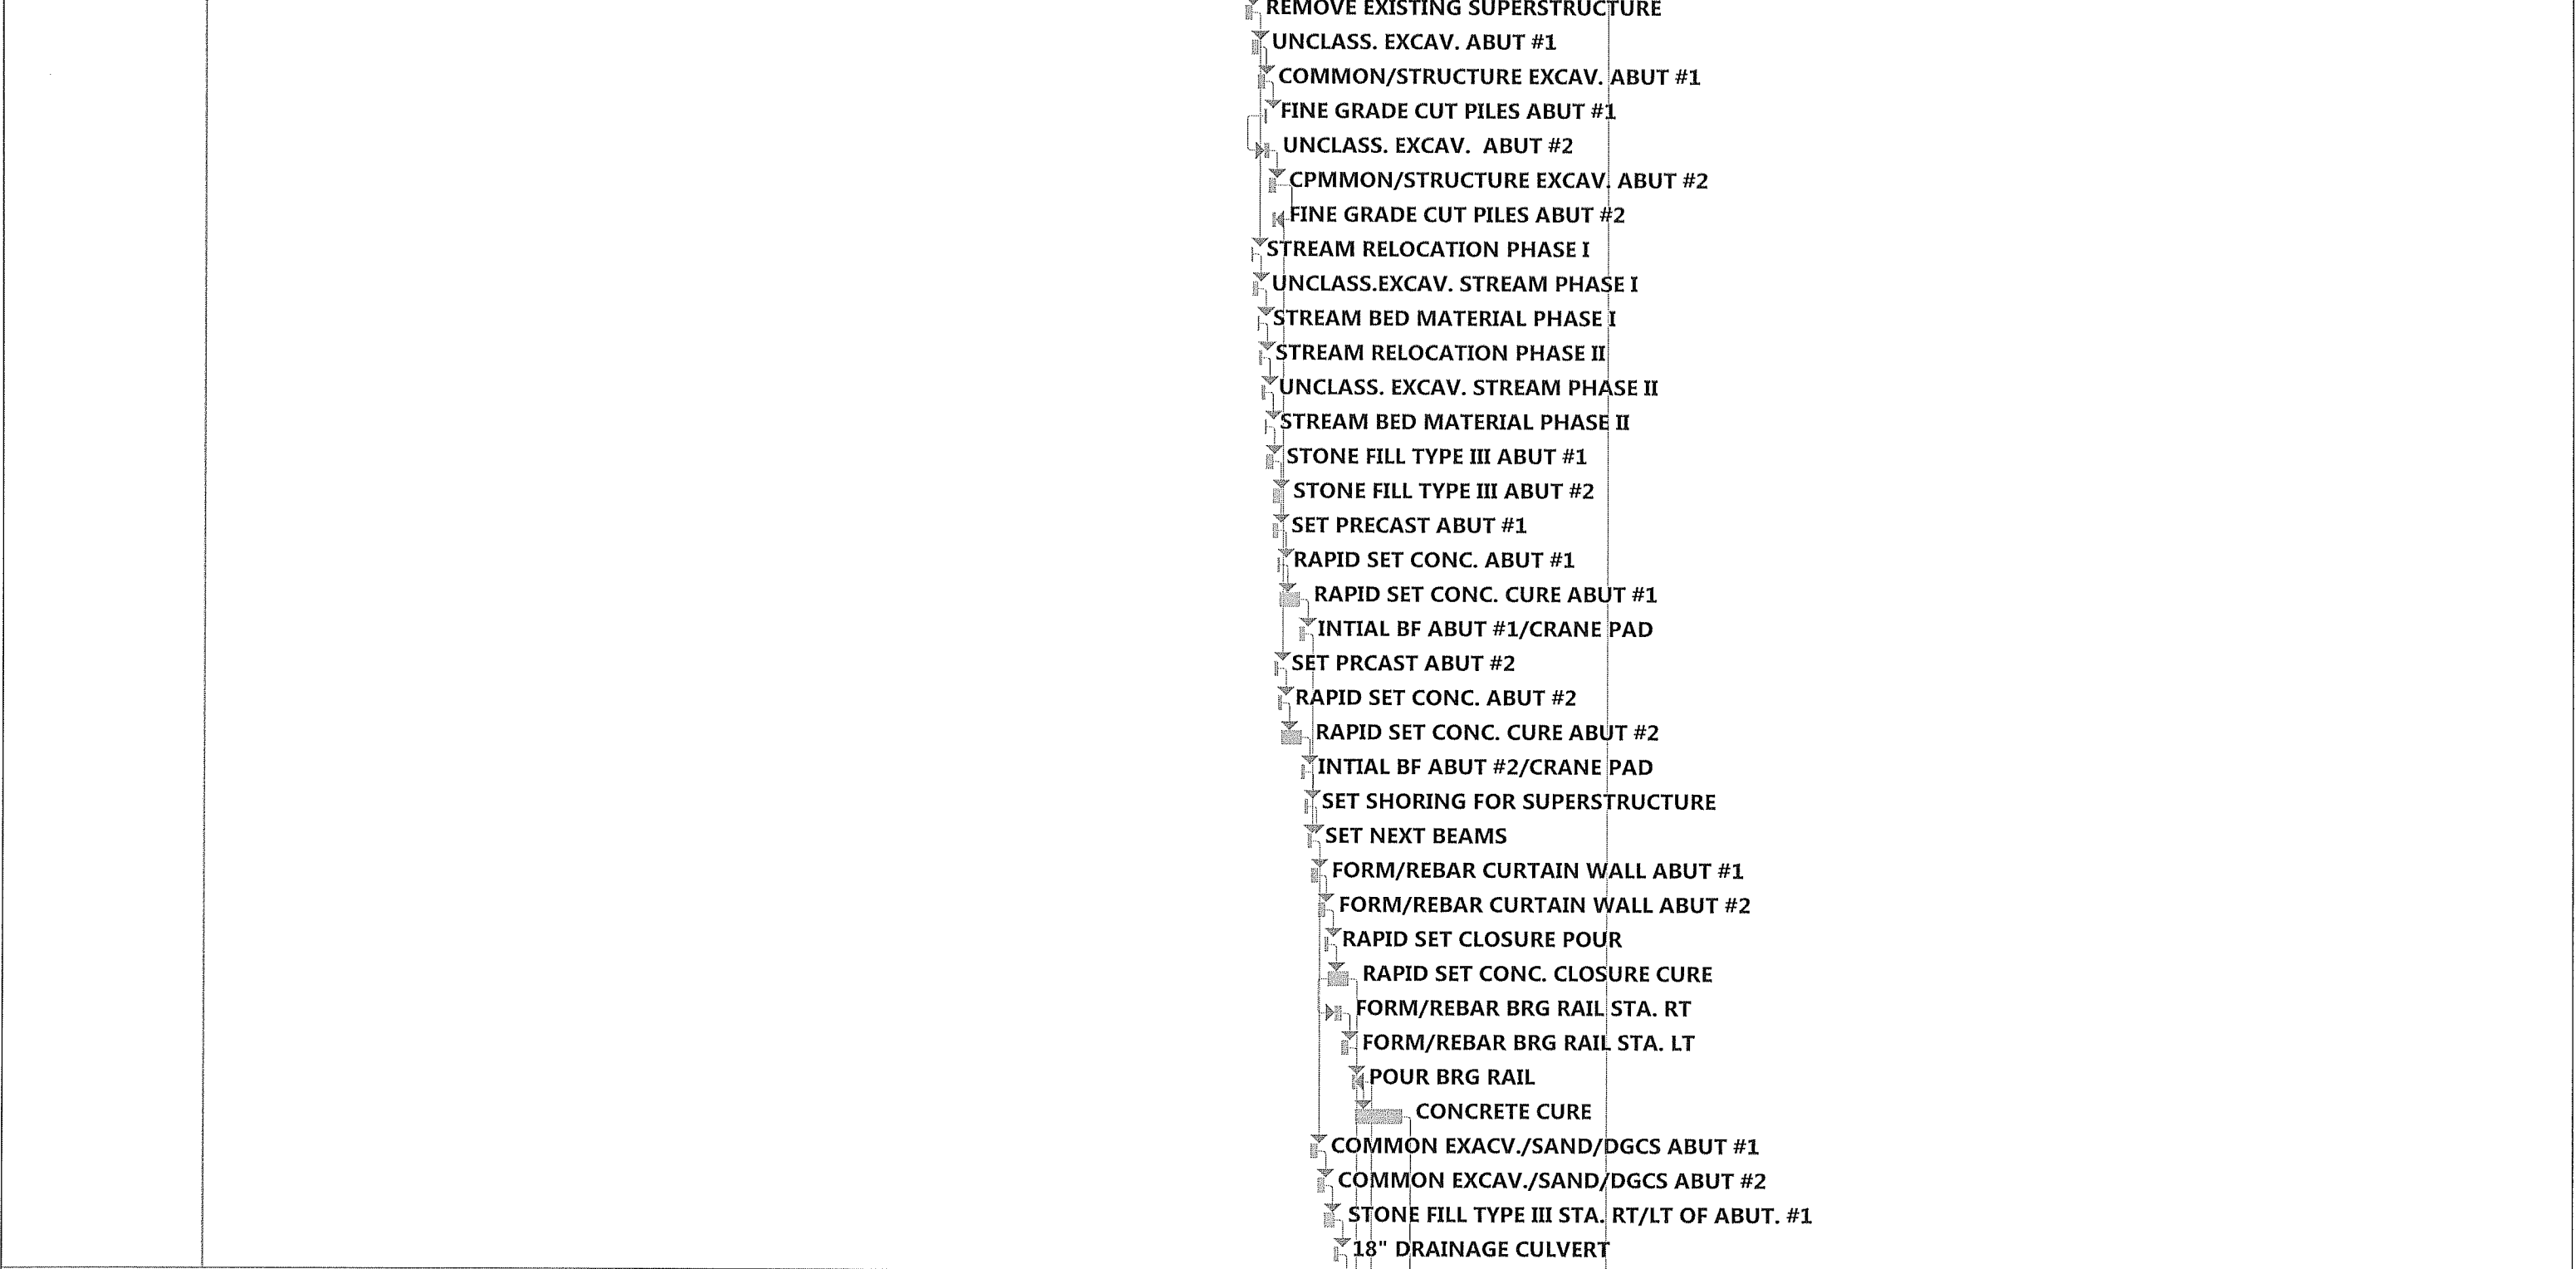 REMOVE EXISTING SUPERSTRUCTURE
UNCLASS. EXCAV. ABUT #1
COMMON/STRUCTURE EXCAV. ABUT #1
FINE GRADE CUT PILES ABUT #1
UNCLASS. EXCAV.  ABUT #2
CPMMON/STRUCTURE EXCAV. ABUT #2
FINE GRADE CUT PILES ABUT #2
STREAM RELOCATION PHASE I
UNCLASS.EXCAV. STREAM PHASE I
STREAM BED MATERIAL PHASE I
STREAM RELOCATION PHASE II
UNCLASS. EXCAV. STREAM PHASE II
STREAM BED MATERIAL PHASE II
STONE FILL TYPE III ABUT #1
STONE FILL TYPE III ABUT #2
SET PRECAST ABUT #1
RAPID SET CONC. ABUT #1
RAPID SET CONC. CURE ABUT #1
INTIAL BF ABUT #1/CRANE PAD
SET PRCAST ABUT #2
RAPID SET CONC. ABUT #2
RAPID SET CONC. CURE ABUT #2
INTIAL BF ABUT #2/CRANE PAD
SET SHORING FOR SUPERSTRUCTURE
SET NEXT BEAMS
FORM/REBAR CURTAIN WALL ABUT #1
FORM/REBAR CURTAIN WALL ABUT #2
RAPID SET CLOSURE POUR
RAPID SET CONC. CLOSURE CURE
FORM/REBAR BRG RAIL STA. RT
FORM/REBAR BRG RAIL STA. LT
POUR BRG RAIL
CONCRETE CURE
COMMON EXACV./SAND/DGCS ABUT #1
COMMON EXCAV./SAND/DGCS ABUT #2
STONE FILL TYPE III STA. RT/LT OF ABUT. #1
18" DRAINAGE CULVERT